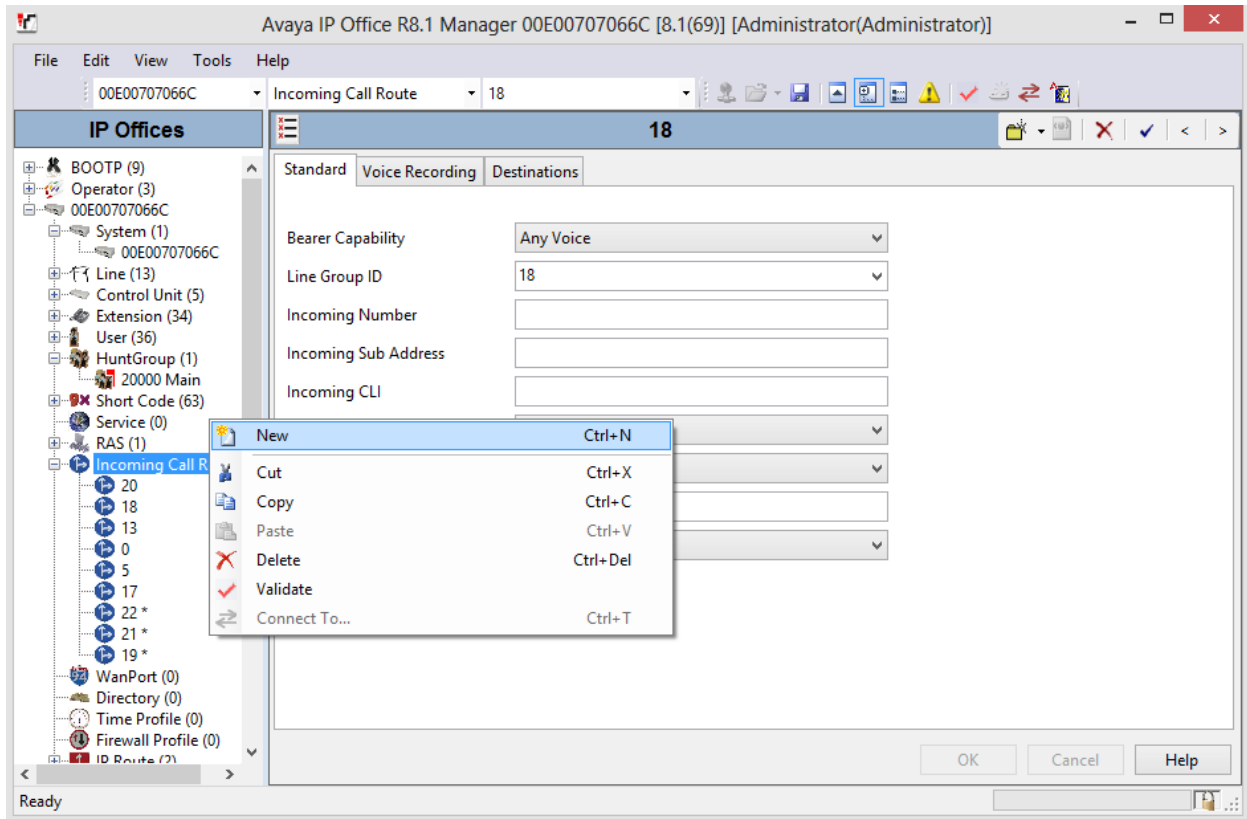 Avaya IP Office R8.1 Manager 00E00707066C [8.1(69)] [Administrator(Administrator)]
File Edit View Tools Help
00E00707066C Incoming Call Route 18
IP Offices
18
BOOTP (9)
Operator (3)
00E00707066C
System (1)
00E00707066C
Line (13)
Control Unit (5)
Extension (34)
User (36)
HuntGroup (1)
20000 Main
Short Code (63)
Service (0)
RAS (1)
Incoming Call R
20
18
13
0
5
17
22 *
21 *
19 *
WanPort (0)
Directory (0)
Time Profile (0)
Firewall Profile (0)
IP Route (2)
Standard Voice Recording Destinations
Bearer Capability Any Voice
Line Group ID 18
Incoming Number
Incoming Sub Address
Incoming CLI
New Ctrl+N
Cut Ctrl+X
Copy Ctrl+C
Paste Ctrl+V
Delete Ctrl+Del
Validate
Connect To... Ctrl+T
OK Cancel Help
Ready